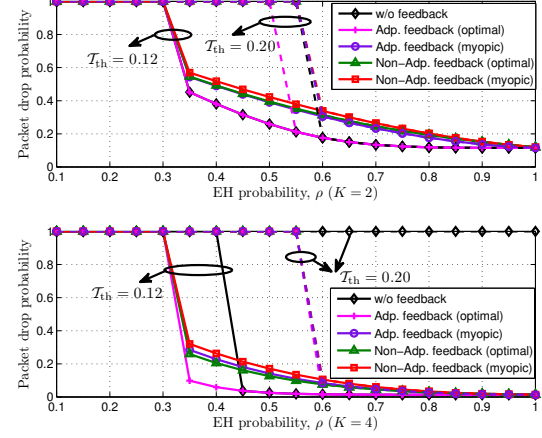 Packet drop probability
1
0.8
0.6
0.4
0.2
0
𝒯th = 0.12
𝒯th = 0.20
w/o feedback
Adp. feedback (optimal)
Adp. feedback (myopic)
Non−Adp. feedback (optimal)
Non−Adp. feedback (myopic)
0.1 0.2 0.3 0.4 0.5 0.6 0.7 0.8 0.9 1
EH probability, ρ (K = 2)
Packet drop probability
1
0.8
0.6
0.4
0.2
0
𝒯th = 0.12
𝒯th = 0.20
w/o feedback
Adp. feedback (optimal)
Adp. feedback (myopic)
Non−Adp. feedback (optimal)
Non−Adp. feedback (myopic)
0.1 0.2 0.3 0.4 0.5 0.6 0.7 0.8 0.9 1
EH probability, ρ (K = 4)